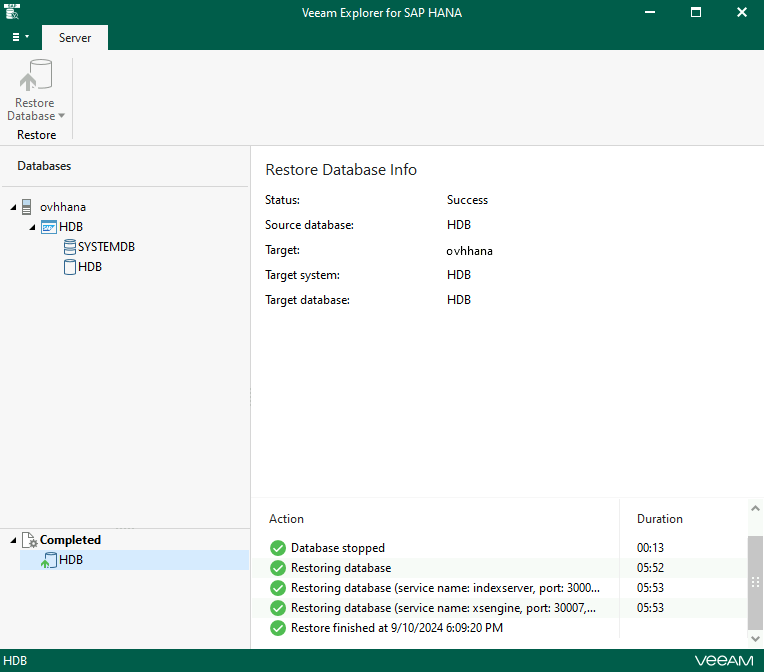 Veeam Explorer for SAP HANA
Server
Restore
Database
Restore
Databases
ovhhana
HDB
SYSTEMDB
HDB
Completed
HDB
Restore Database Info
Status: Success
Source database: HDB
Target: ovhhana
Target system: HDB
Target database: HDB
Action Duration
Database stopped 00:13
Restoring database 05:52
Restoring database (service name: indexserver, port: 3000... 05:53
Restoring database (service name: xsengine, port: 30007,... 05:53
Restore finished at 9/10/2024 6:09:20 PM
HDB
VEEAM